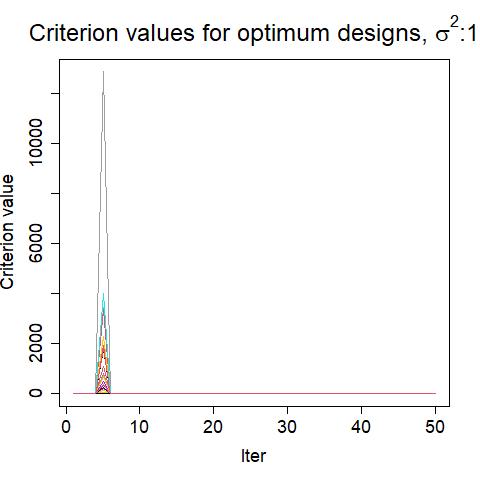 Criterion values for optimum designs, σ²:1
Criterion value
10000
6000
2000
0
0 10 20 30 40 50
Iter